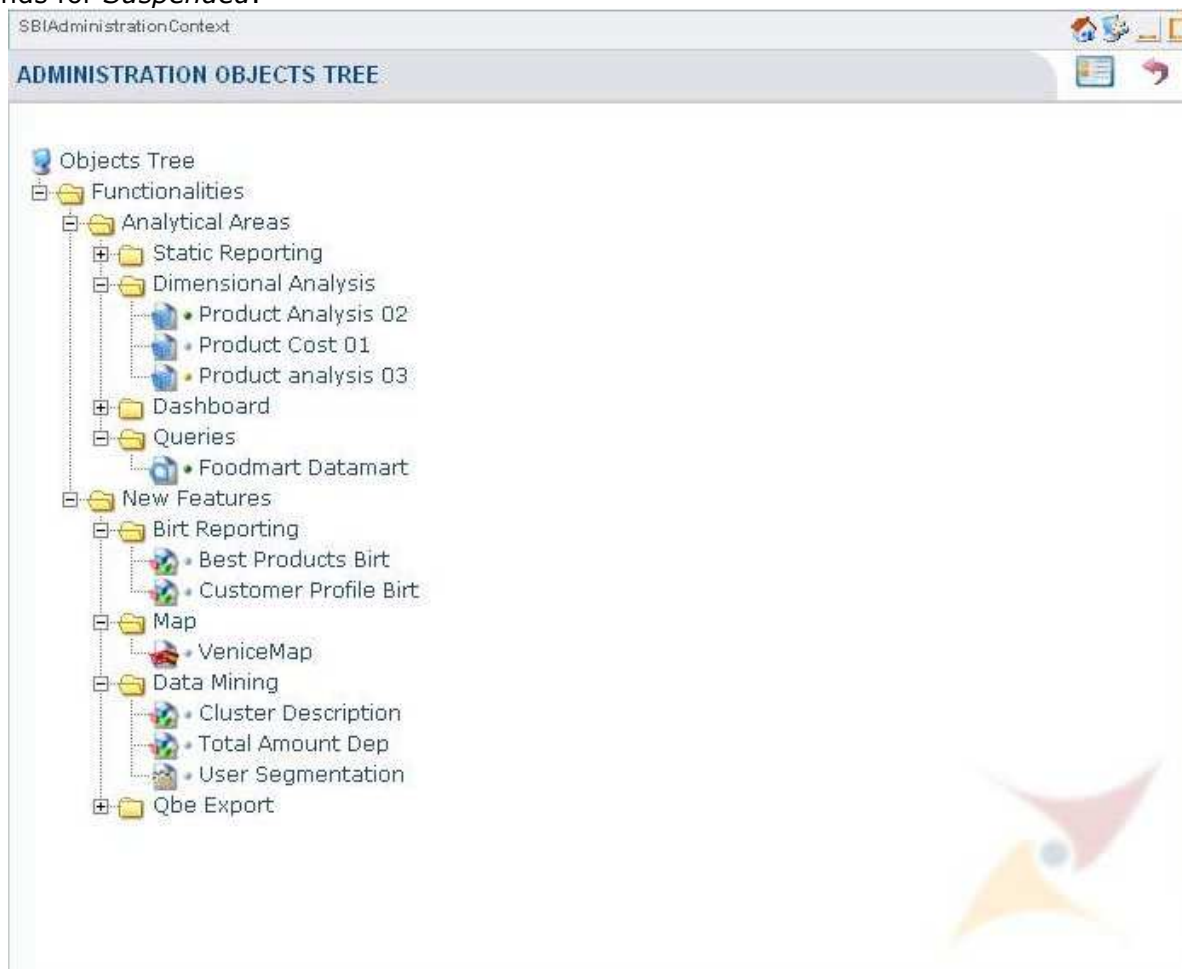 nds for Suspended.
SBIAdministrationContext
ADMINISTRATION OBJECTS TREE
Objects Tree
Functionalities
Analytical Areas
Static Reporting
Dimensional Analysis
Product Analysis 02
Product Cost 01
Product analysis 03
Dashboard
Queries
Foodmart Datamart
New Features
Birt Reporting
Best Products Birt
Customer Profile Birt
Map
VeniceMap
Data Mining
Cluster Description
Total Amount Dep
User Segmentation
Qbe Export